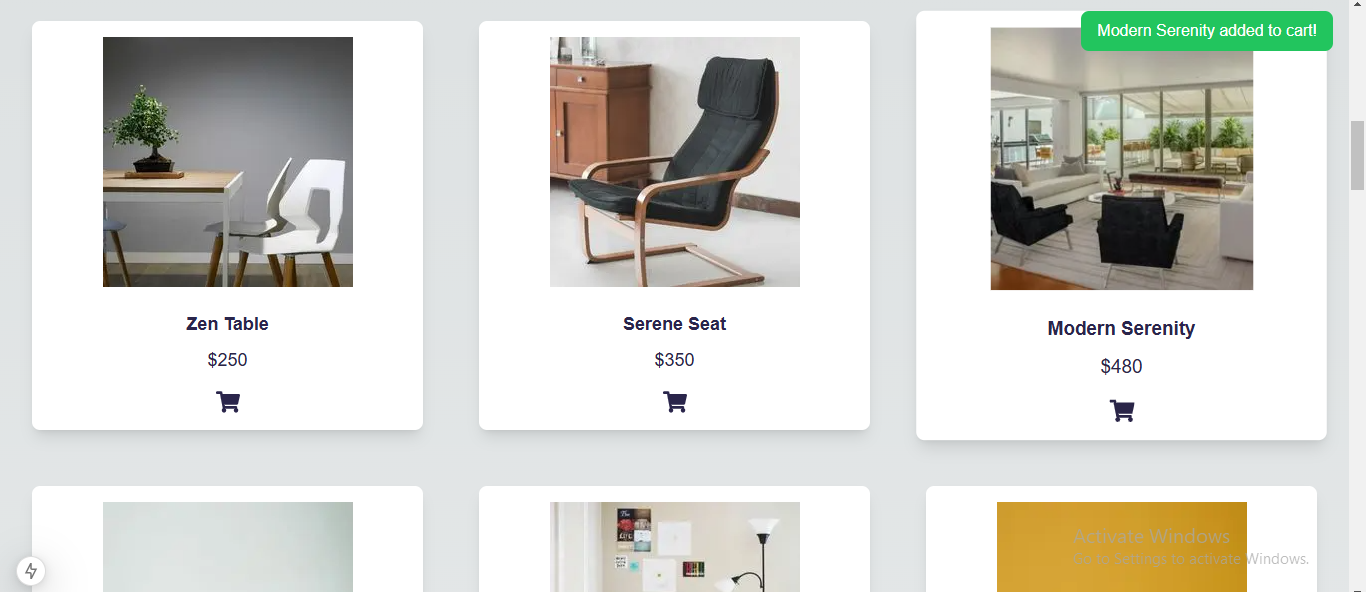 Modern Serenity added to cart!
Zen Table
Serene Seat
Modern Serenity
$250
$350
$480
Activate Windows
Go to Settings to activate Windows.